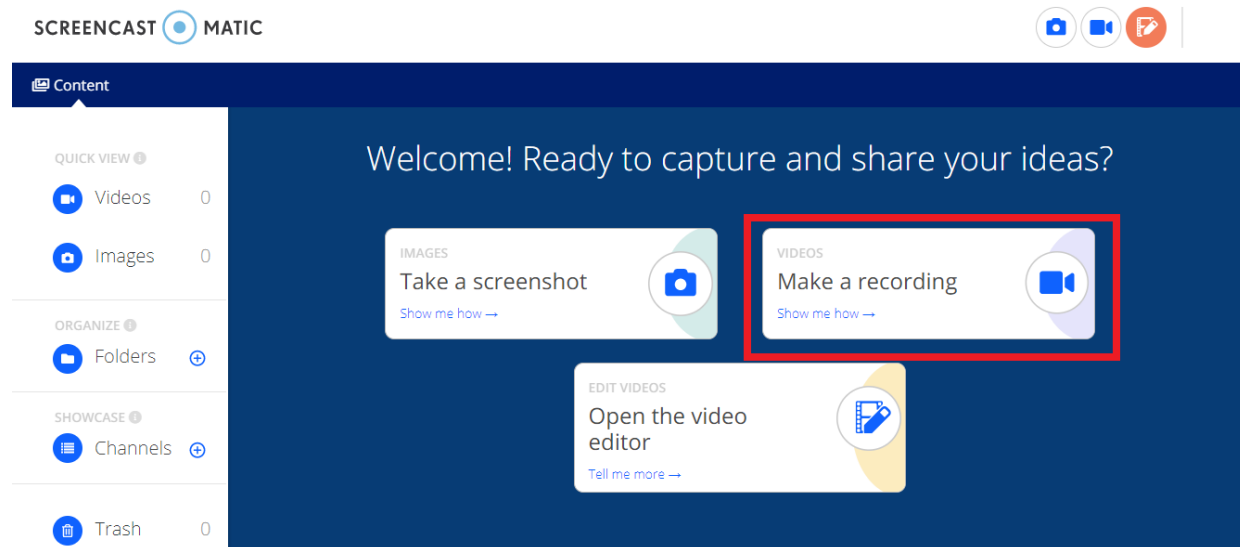 SCREENCAST MATIC
Content
QUICK VIEW
Videos 0
Images 0
ORGANIZE
Folders
SHOWCASE
Channels
Trash 0
Welcome! Ready to capture and share your ideas?
IMAGES
Take a screenshot
Show me how →
VIDEOS
Make a recording
Show me how →
EDIT VIDEOS
Open the video
editor
Tell me more →